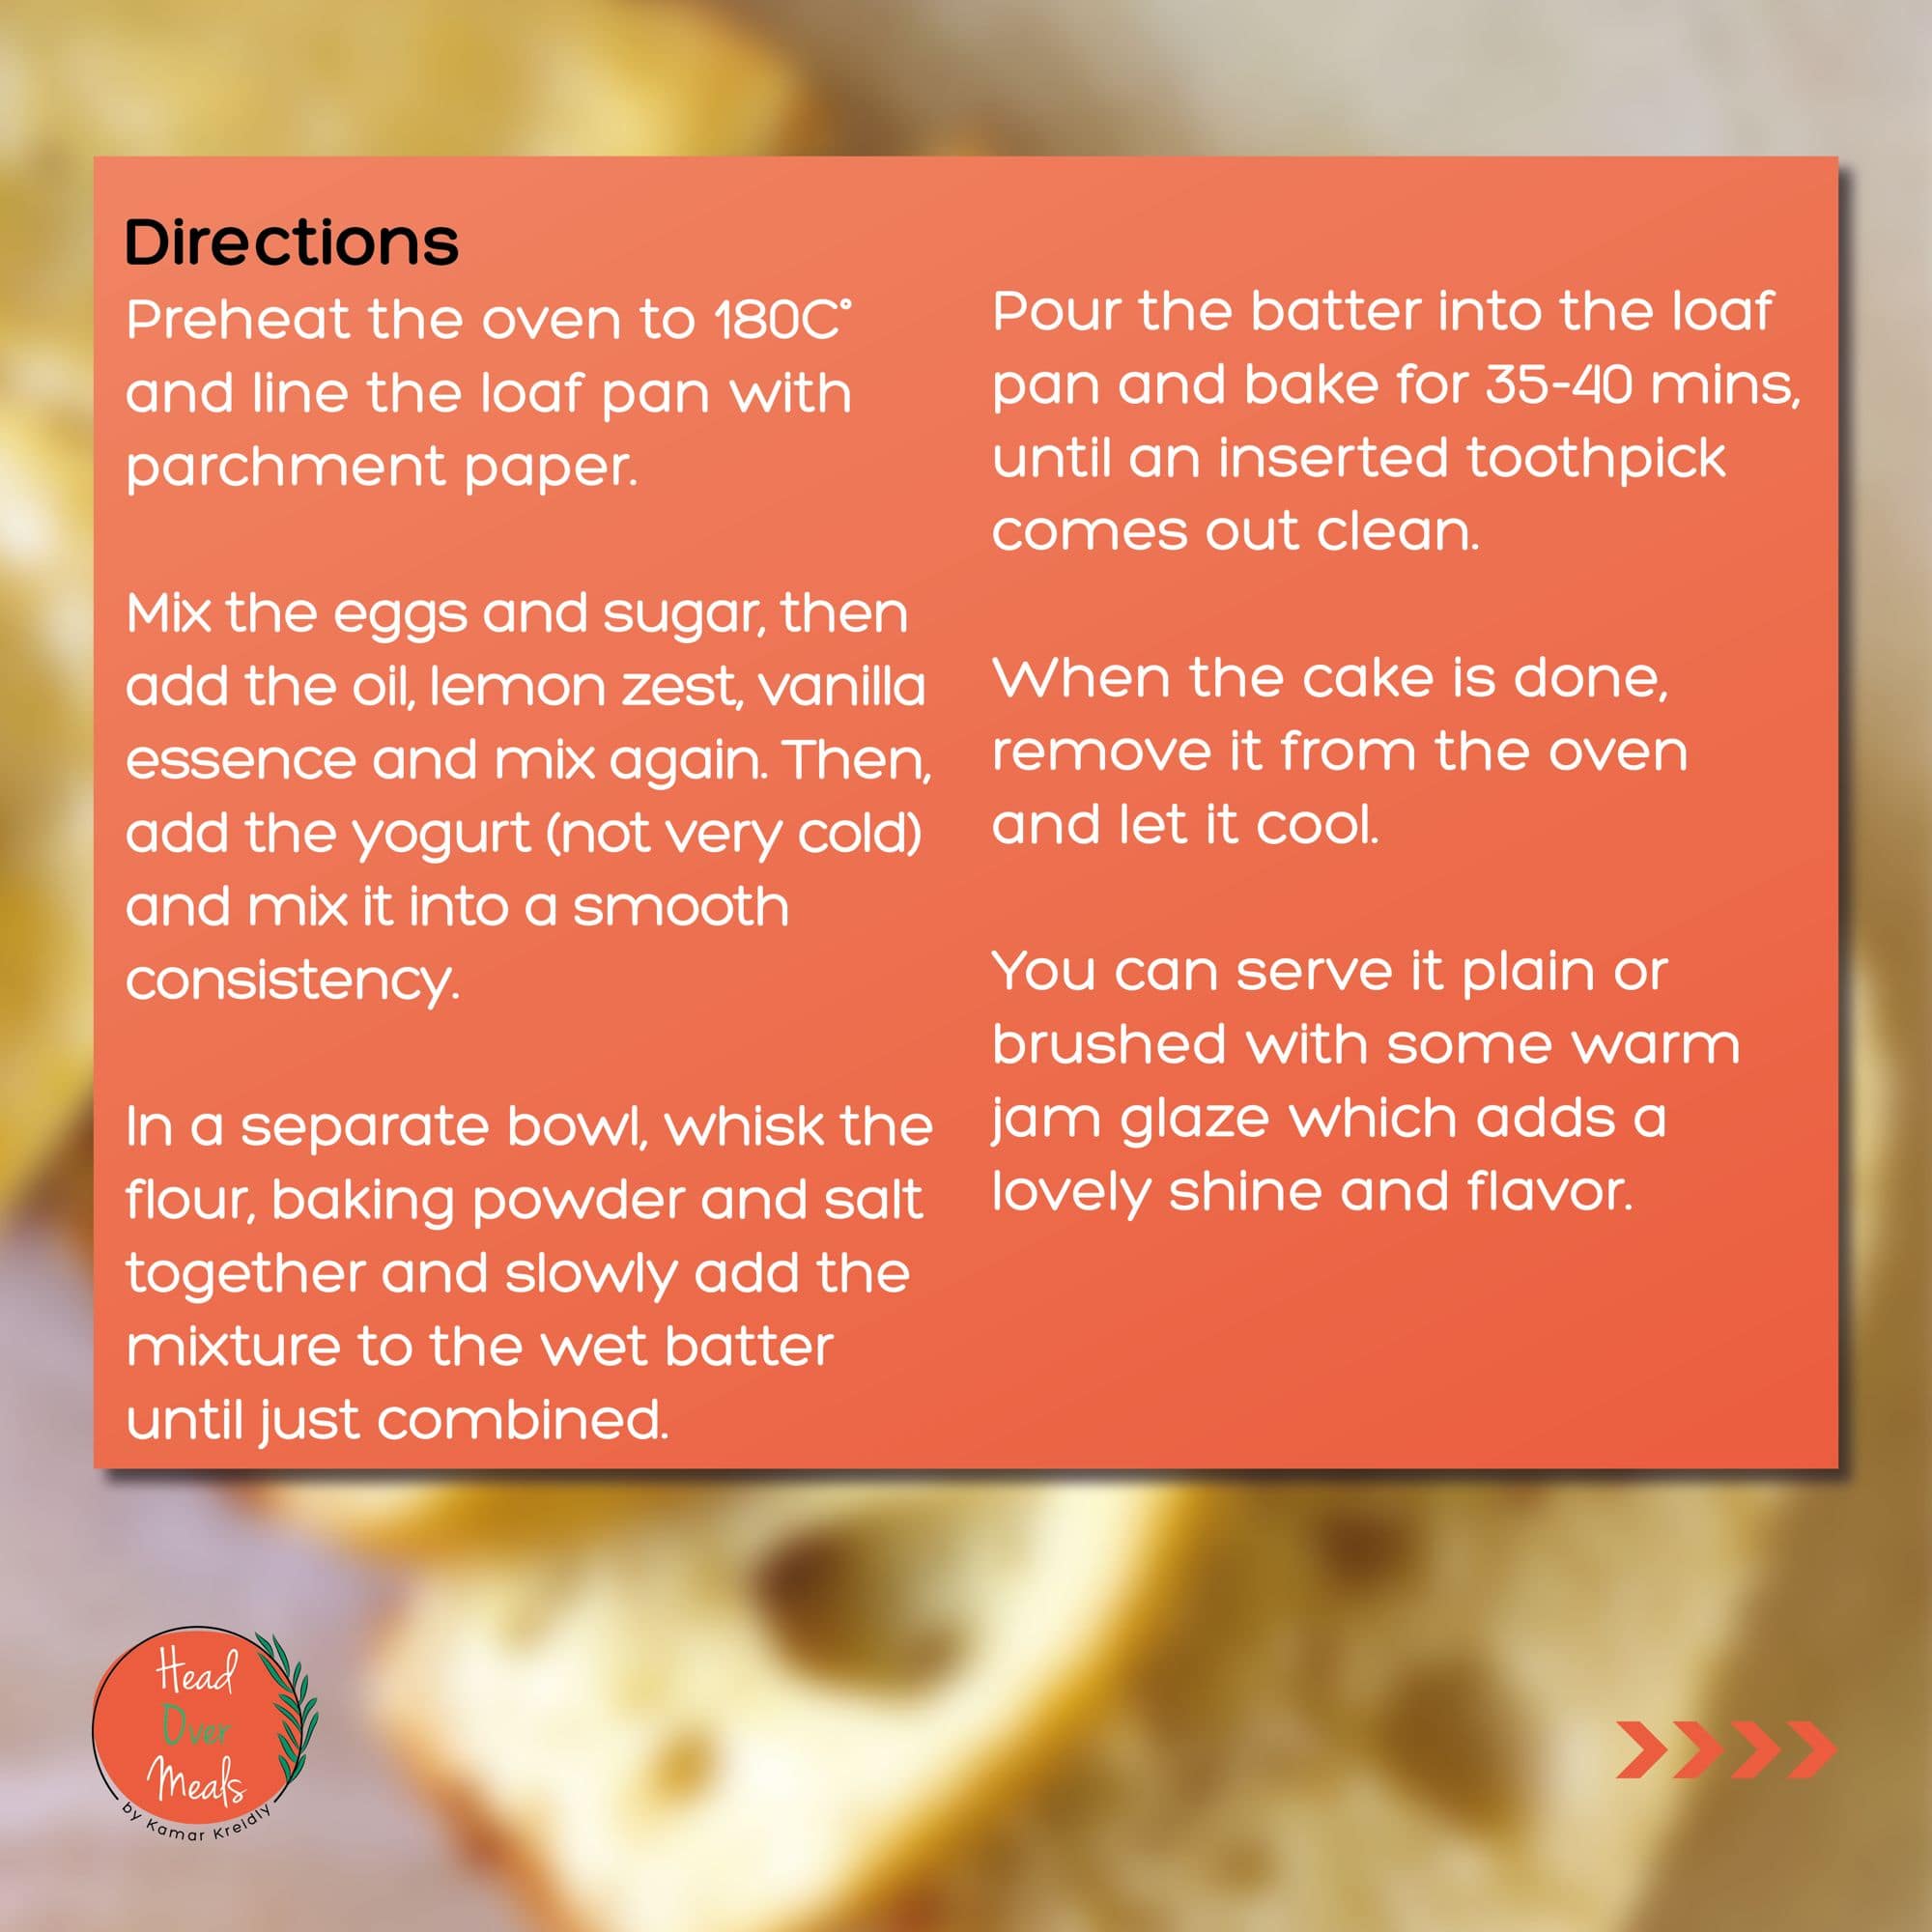 Directions
Preheat the oven to 180C°
and line the loaf pan with
parchment paper.
Mix the eggs and sugar, then
add the oil, lemon zest, vanilla
essence and mix again. Then,
add the yogurt (not very cold)
and mix it into a smooth
consistency.
In a separate bowl, whisk the
flour, baking powder and salt
together and slowly add the
mixture to the wet batter
until just combined.
Pour the batter into the loaf
pan and bake for 35-40 mins,
until an inserted toothpick
comes out clean.
When the cake is done,
remove it from the oven
and let it cool.
You can serve it plain or
brushed with some warm
jam glaze which adds a
lovely shine and flavor.
Head
Over
Meals
by Kamar Kreidly